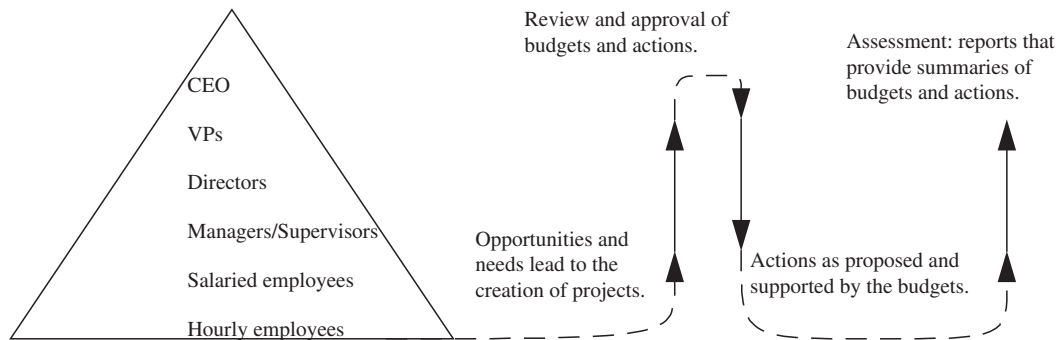 CEO
VPs
Directors
Managers/Supervisors
Salaried employees
Hourly employees
Opportunities and
needs lead to the
creation of projects.
Review and approval of
budgets and actions.
Actions as proposed and
supported by the budgets.
Assessment: reports that
provide summaries of
budgets and actions.